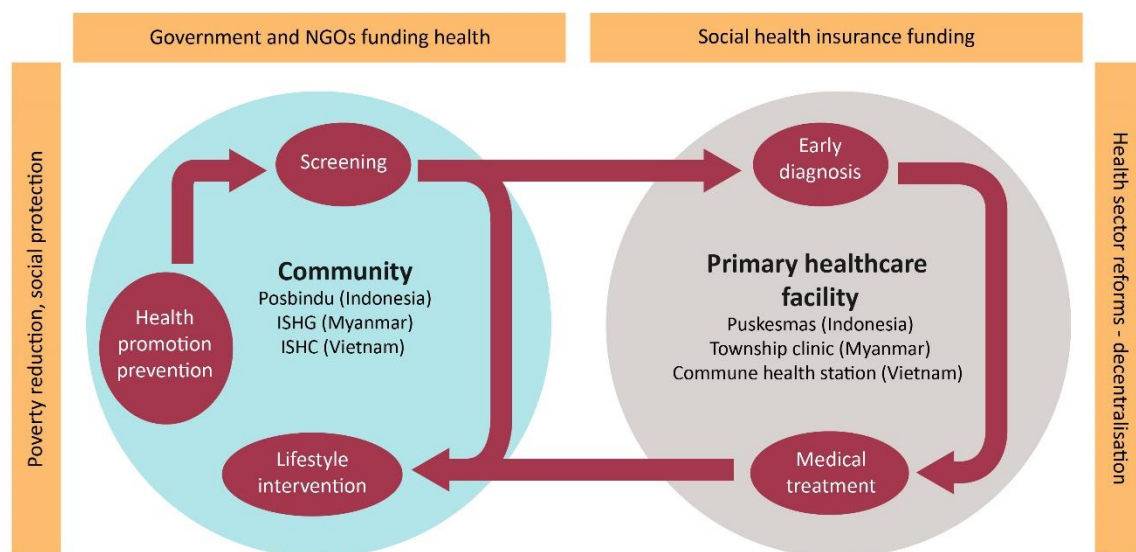 Government and NGOs funding health
Social health insurance funding
Poverty reduction, social protection
Health sector reforms - decentralisation
Screening
Early
diagnosis
Community
Posbindu (Indonesia)
ISHG (Myanmar)
ISHC (Vietnam)
Primary healthcare
facility
Puskesmas (Indonesia)
Township clinic (Myanmar)
Commune health station (Vietnam)
Health
promotion
prevention
Lifestyle
intervention
Medical
treatment